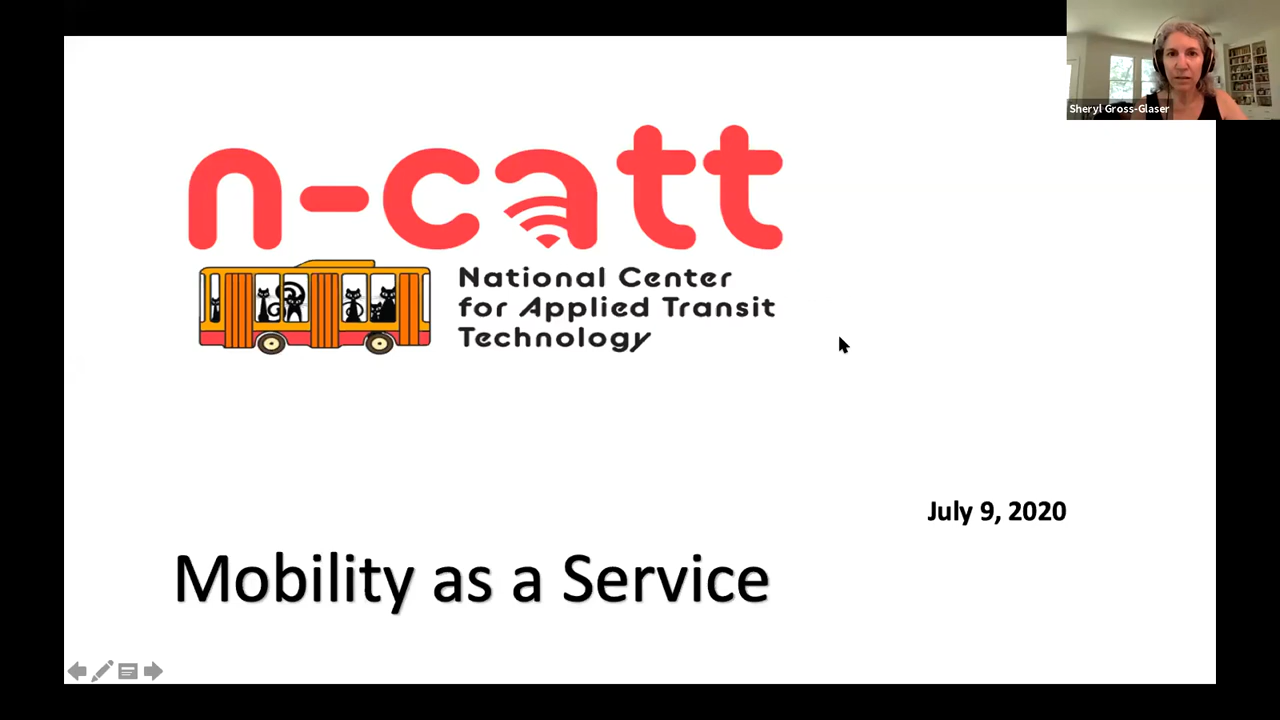 Sheryl Gross-Glaser
n-catt
National Center
for Applied Transit
Technology
July 9, 2020
Mobility as a Service